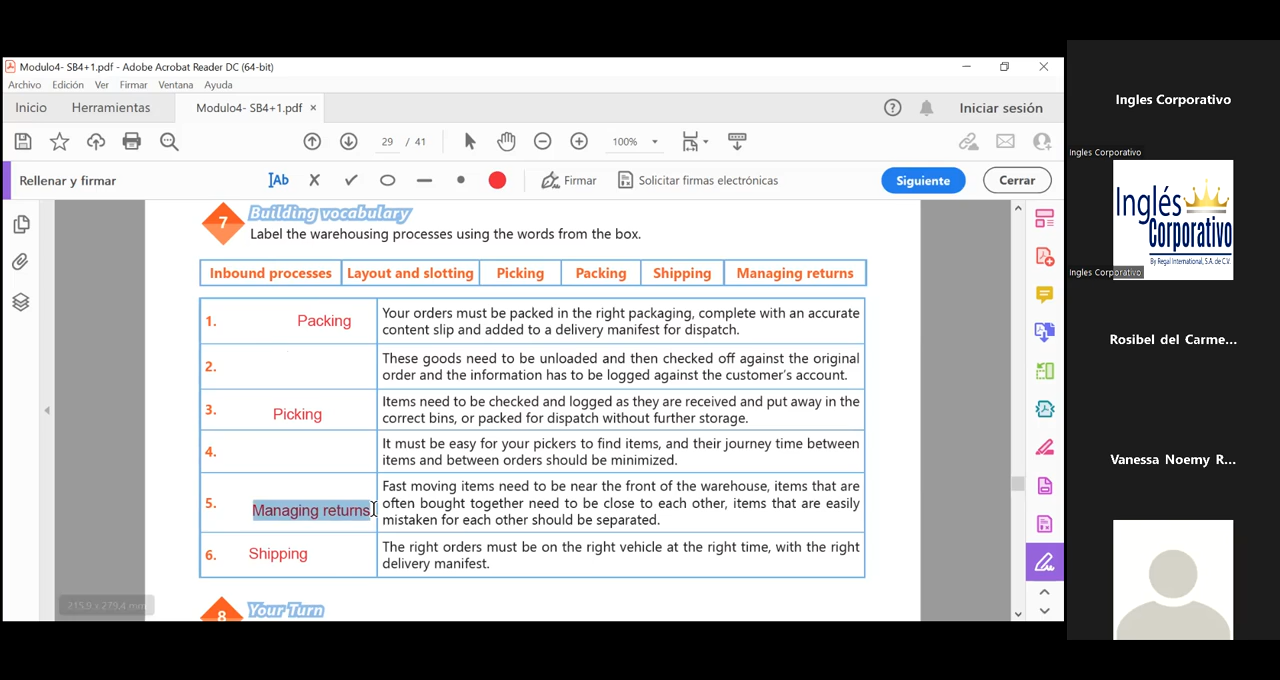 Modulo4- SB4+1.pdf - Adobe Acrobat Reader DC (64-bit)
Archivo Edición Ver Firmar Ventana Ayuda
Inicio Herramientas Modulo4- SB4+1.pdf × Iniciar sesión
29 / 41 100%
Rellenar y firmar Ab Firmar Solicitar firmas electrónicas Siguiente Cerrar
7 Building vocabulary
Label the warehousing processes using the words from the box.
Inbound processes Layout and slotting Picking Packing Shipping Managing returns
1. Packing
Your orders must be packed in the right packaging, complete with an accurate
content slip and added to a delivery manifest for dispatch.
2.
These goods need to be unloaded and then checked off against the original
order and the information has to be logged against the customer's account.
3. Picking
Items need to be checked and logged as they are received and put away in the
correct bins, or packed for dispatch without further storage.
4.
It must be easy for your pickers to find items, and their journey time between
items and between orders should be minimized.
5. Managing returns
Fast moving items need to be near the front of the warehouse, items that are
often bought together need to be close to each other, items that are easily
mistaken for each other should be separated.
6. Shipping
The right orders must be on the right vehicle at the right time, with the right
delivery manifest.
215,9 x 279,4 mm
8 Your Turn
Ingles Corporativo
Ingles Corporativo
Inglés
Corporativo
By Regal International, S.A. de C.V.
Ingles Corporativo
Rosibel del Carme...
Vanessa Noemy R...